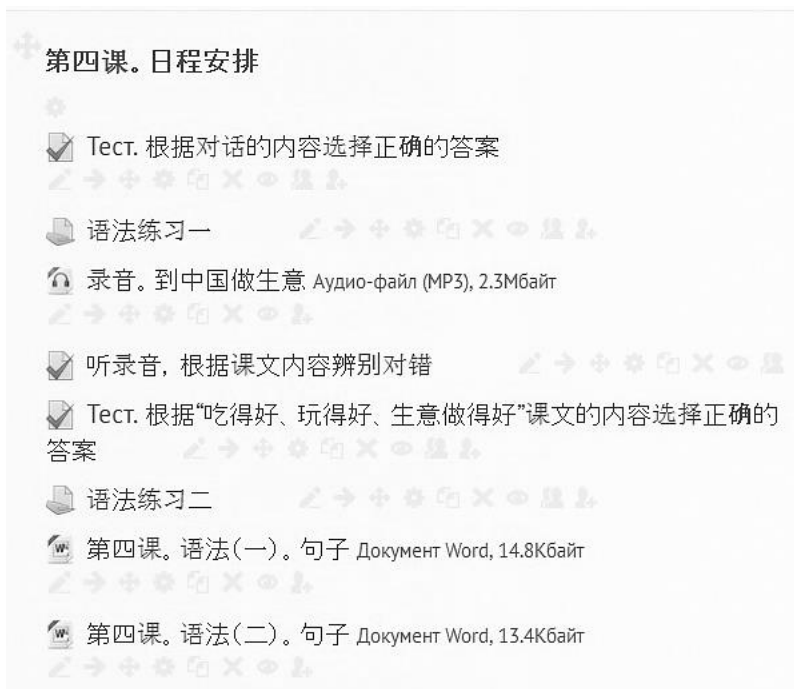 第四课。日程安排
Тест. 根据对话的内容选择正确的答案
语法练习一
录音。到中国做生意 Аудио-файл (MP3), 2.3Мбайт
听录音，根据课文内容辨别对错
Тест. 根据“吃得好、玩得好、生意做得好”课文的内容选择正确的
答案
语法练习二
第四课。语法(一)。句子 Документ Word, 14.8Кбайт
第四课。语法(二)。句子 Документ Word, 13.4Кбайт